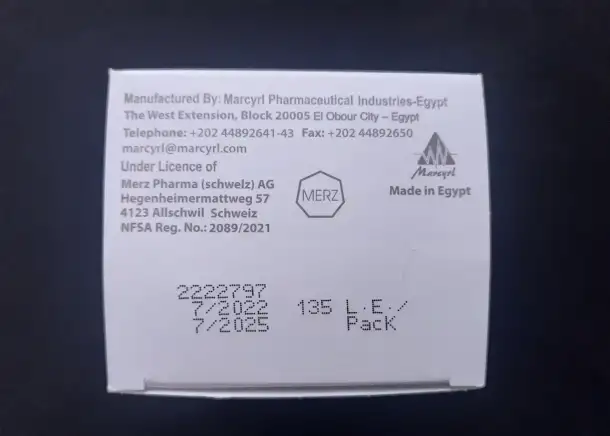 Manufactured By: Marcyrl Pharmaceutical Industries-Egypt
The West Extension, Block 20005 El Obour City – Egypt
Telephone: +202 44892641-43 Fax: +202 44892650
marcyrl@marcyrl.com
Under Licence of
Merz Pharma (schweiz) AG
Hegenheimermattweg 57
4123 Allschwil Schweiz
NFSA Reg. No.: 2089/2021
MERZ
Marcyrl
Made in Egypt
2222797
7/2022 135 L.E./
7/2025 Pack